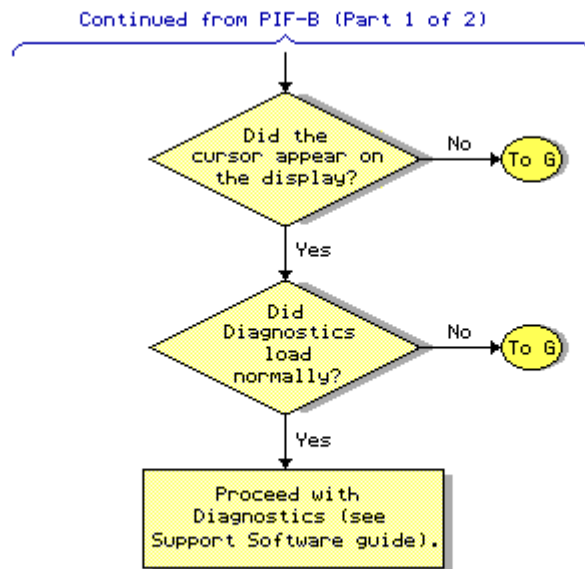 Continued from PIF-B (Part 1 of 2)
Did the
cursor appear on
the display?
No
To G
Yes
Did
Diagnostics
load
normally?
No
To G
Yes
Proceed with
Diagnostics (see
Support Software guide).